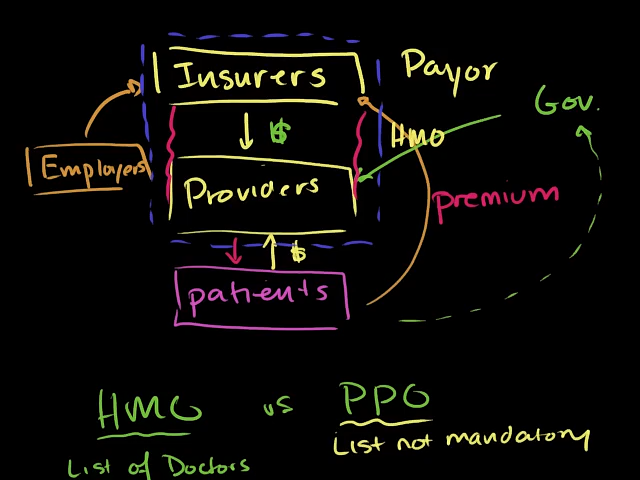 Insurers
Payor
Gov.
$
HMO
Employers
Providers
Premium
$
patients
HMO vs PPO
List not mandatory
List of Doctors